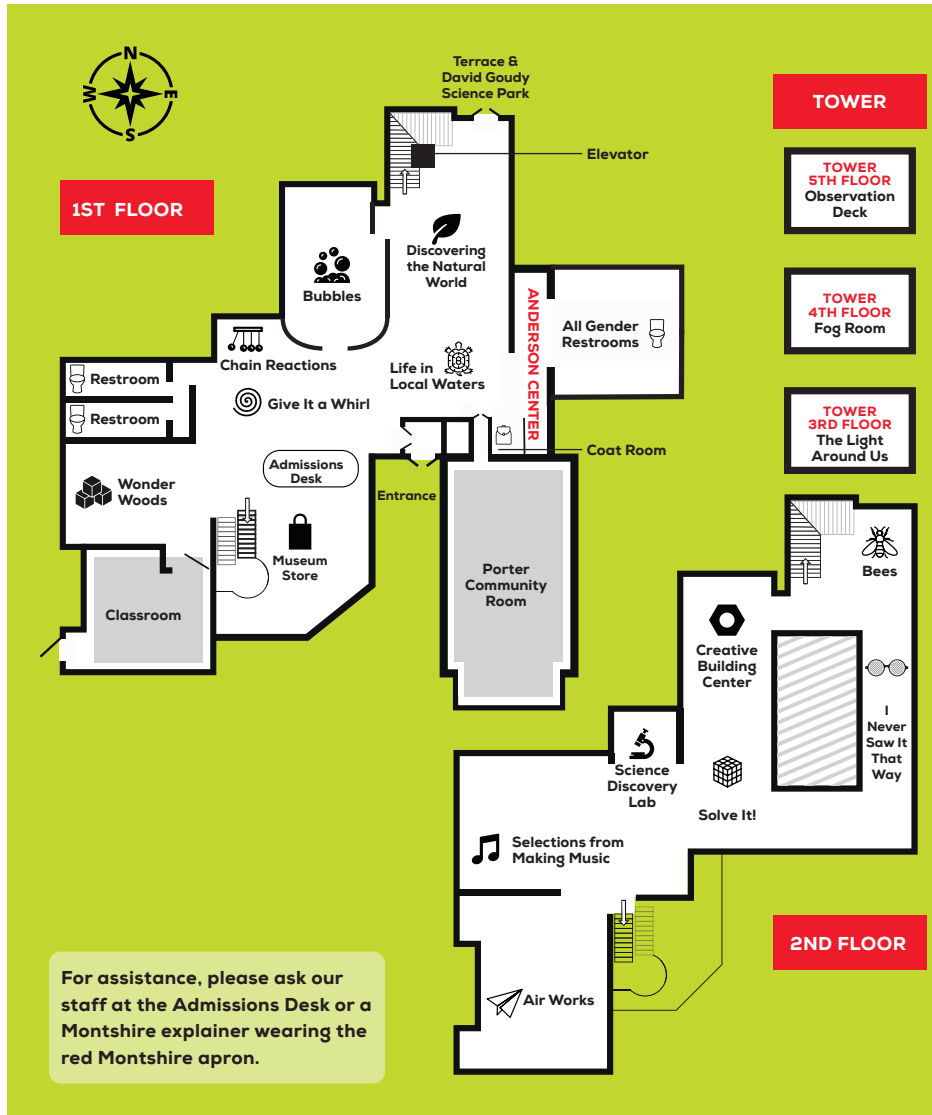 N
W
E
S
Terrace &
David Goudy
Science Park
TOWER
Elevator
TOWER
5TH FLOOR
Observation
Deck
1ST FLOOR
Discovering
the Natural
World
Bubbles
ANDERSON CENTER
All Gender
Restrooms
TOWER
4TH FLOOR
Fog Room
Chain Reactions
Life in
Local Waters
Restroom
Give It a Whirl
Restroom
TOWER
3RD FLOOR
The Light
Around Us
Coat Room
Admissions
Desk
Entrance
Wonder
Woods
Museum
Store
Porter
Community
Room
Classroom
Bees
Creative
Building
Center
I
Never
Saw It
That
Way
Science
Discovery
Lab
Solve It!
Selections from
Making Music
2ND FLOOR
Air Works
For assistance, please ask our
staff at the Admissions Desk or a
Montshire explainer wearing the
red Montshire apron.